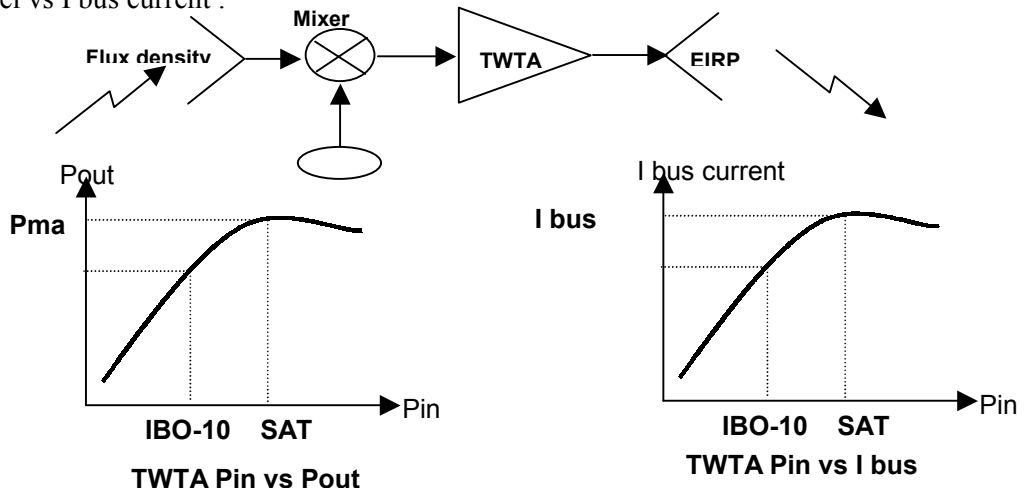 vs I bus current .
Mixer
Flux density
TWTA
EIRP
Pout
I bus current
Pma
I bus
Pin
Pin
IBO-10 SAT
IBO-10 SAT
TWTA Pin vs Pout
TWTA Pin vs I bus